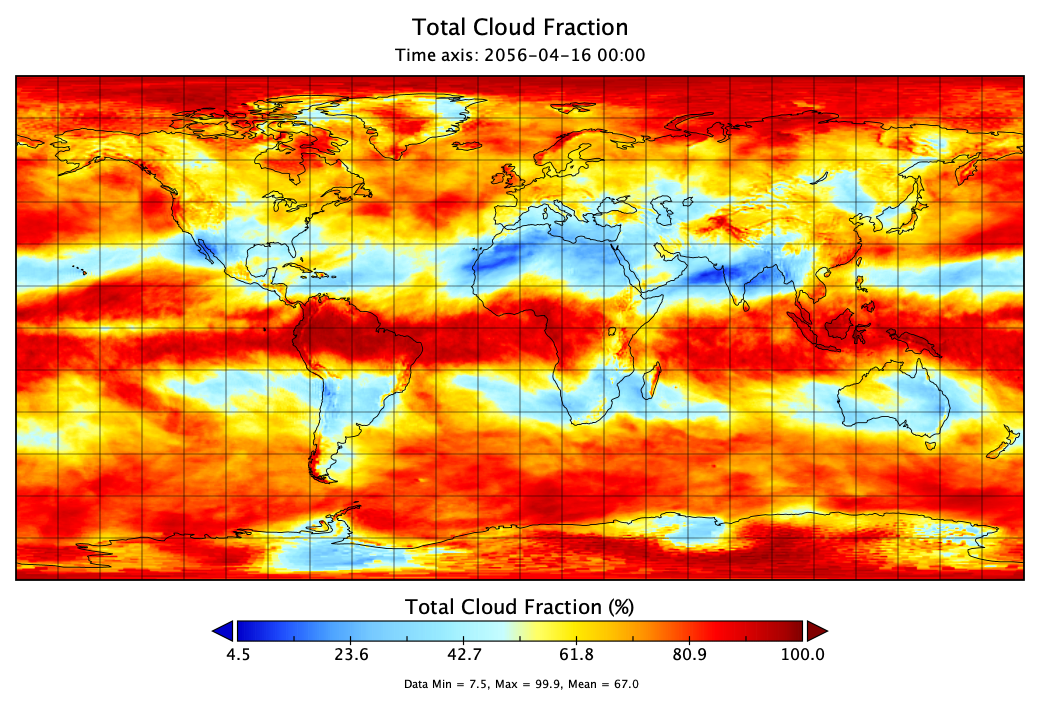 Total Cloud Fraction
Time axis: 2056-04-16 00:00
Total Cloud Fraction (%)
4.5 23.6 42.7 61.8 80.9 100.0
Data Min = 7.5, Max = 99.9, Mean = 67.0